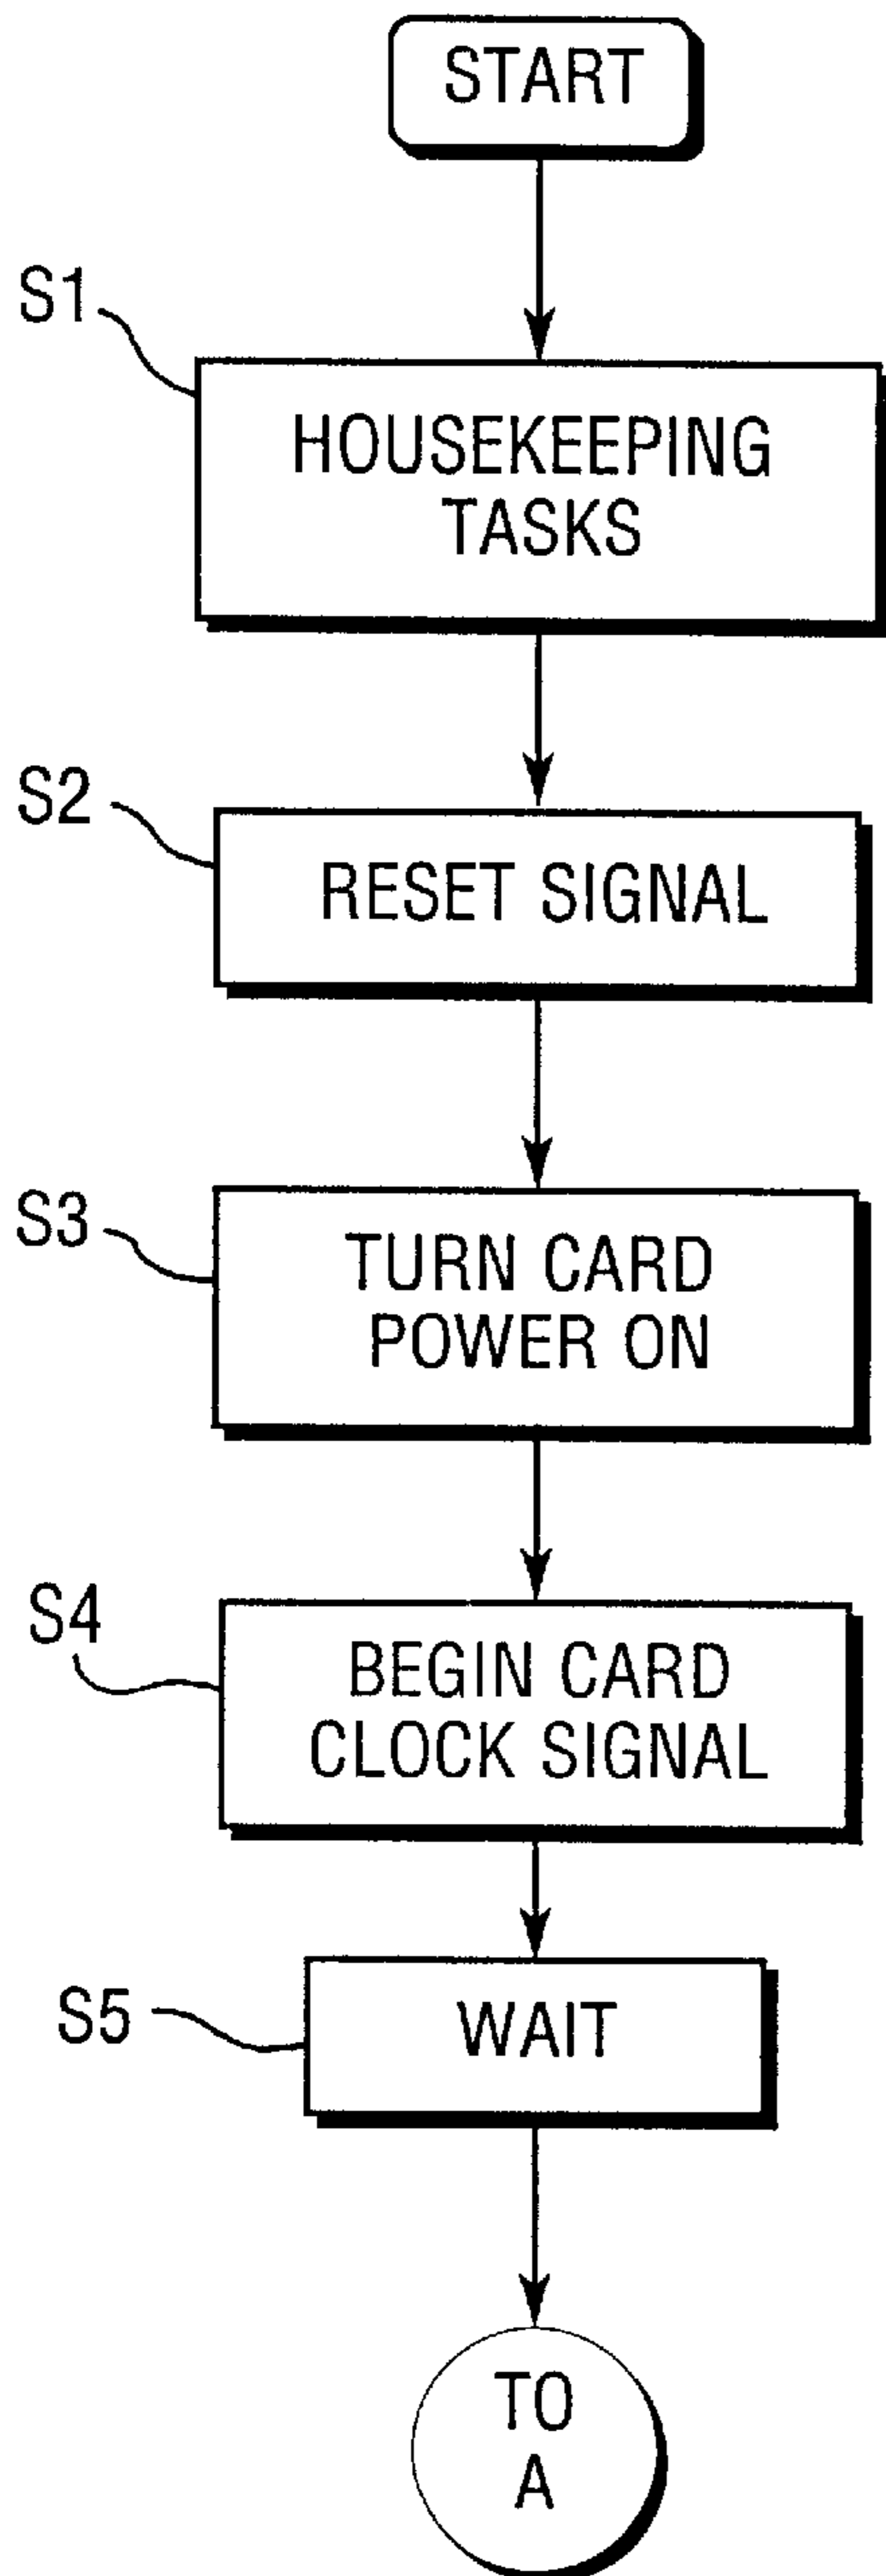 START
S1
HOUSEKEEPING
TASKS
S2
RESET SIGNAL
S3
TURN CARD
POWER ON
S4
BEGIN CARD
CLOCK SIGNAL
S5
WAIT
TO
A